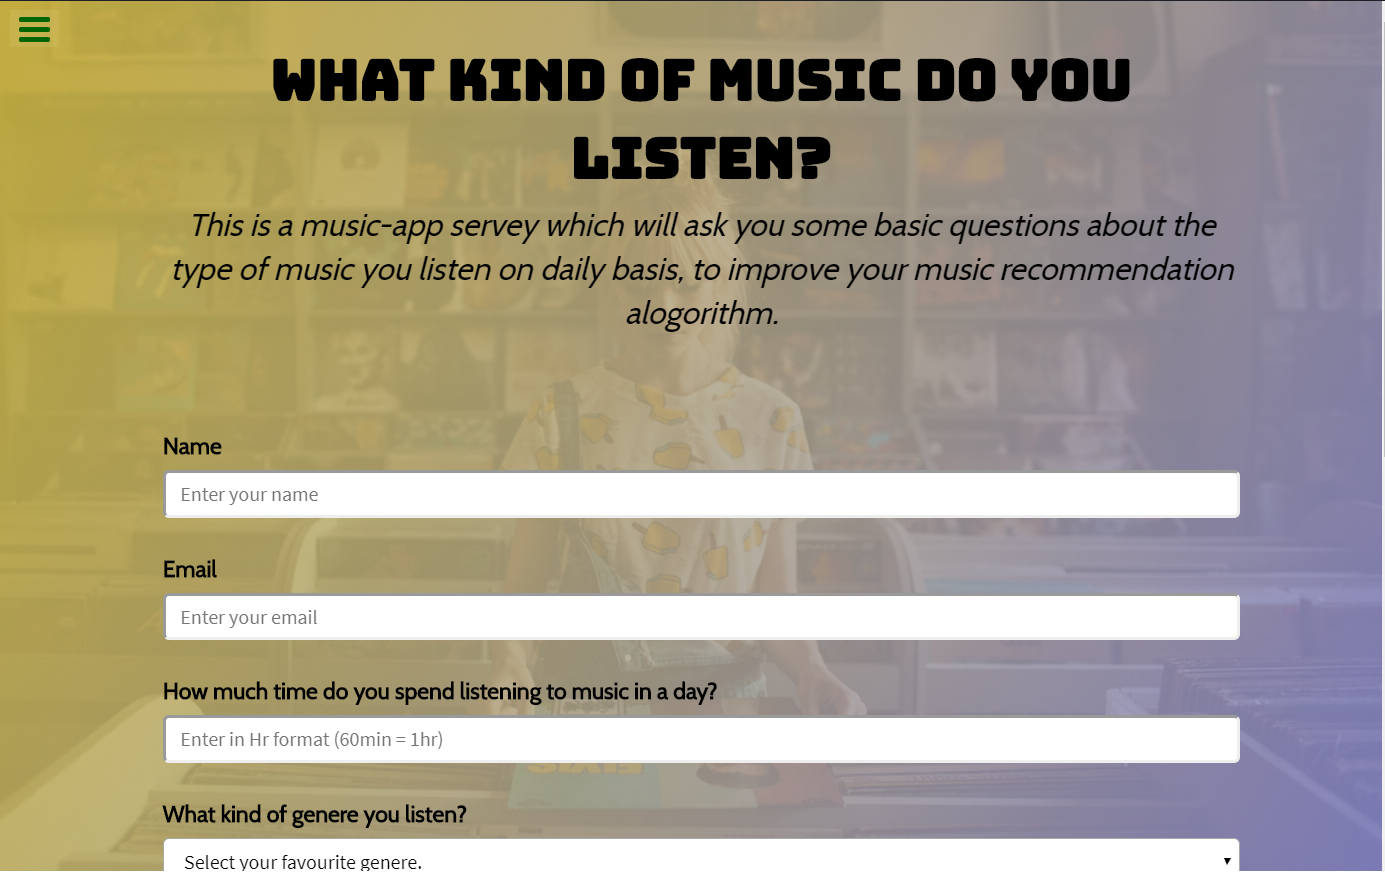 WHAT KIND OF MUSIC DO YOU
LISTEN?
This is a music-app servey which will ask you some basic questions about the
type of music you listen on daily basis, to improve your music recommendation
alogorithm.
Name
Enter your name
Email
Enter your email
How much time do you spend listening to music in a day?
Enter in Hr format (60min = 1hr)
ELVIS
What kind of genere you listen?
Select your favourite genere.